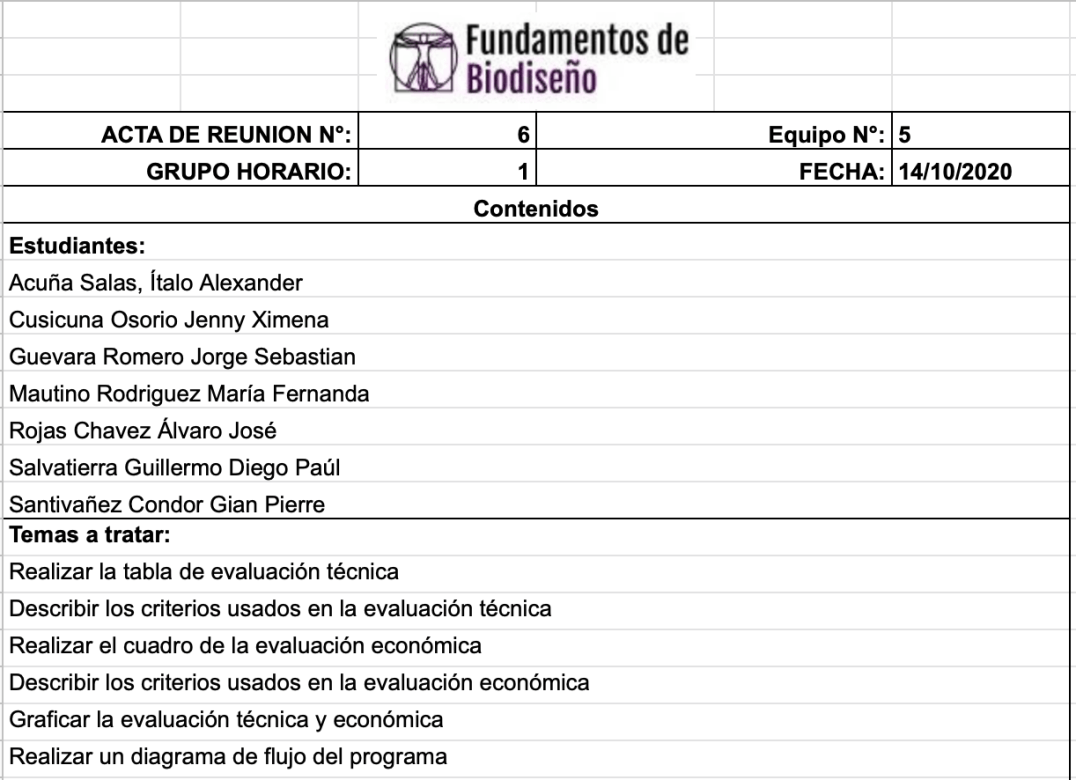 Fundamentos de
Biodiseño
ACTA DE REUNION Nº: 6 Equipo Nº: 5
GRUPO HORARIO: 1 FECHA: 14/10/2020
Contenidos
Estudiantes:
Acuña Salas, Ítalo Alexander
Cusicuna Osorio Jenny Ximena
Guevara Romero Jorge Sebastian
Mautino Rodriguez María Fernanda
Rojas Chavez Álvaro José
Salvatierra Guillermo Diego Paúl
Santivañez Condor Gian Pierre
Temas a tratar:
Realizar la tabla de evaluación técnica
Describir los criterios usados en la evaluación técnica
Realizar el cuadro de la evaluación económica
Describir los criterios usados en la evaluación económica
Graficar la evaluación técnica y económica
Realizar un diagrama de flujo del programa